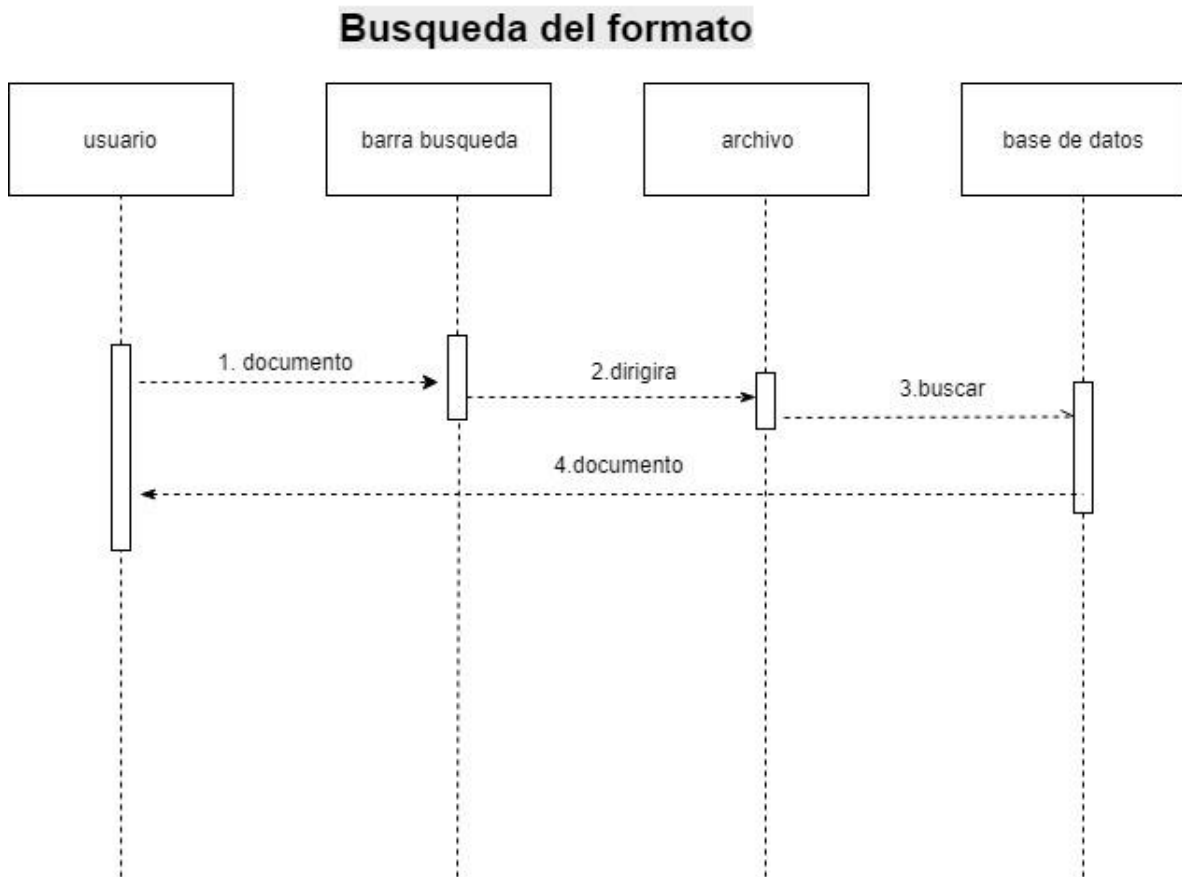 Busqueda del formato
usuario
barra busqueda
archivo
base de datos
1. documento
2.dirigira
3.buscar
4.documento